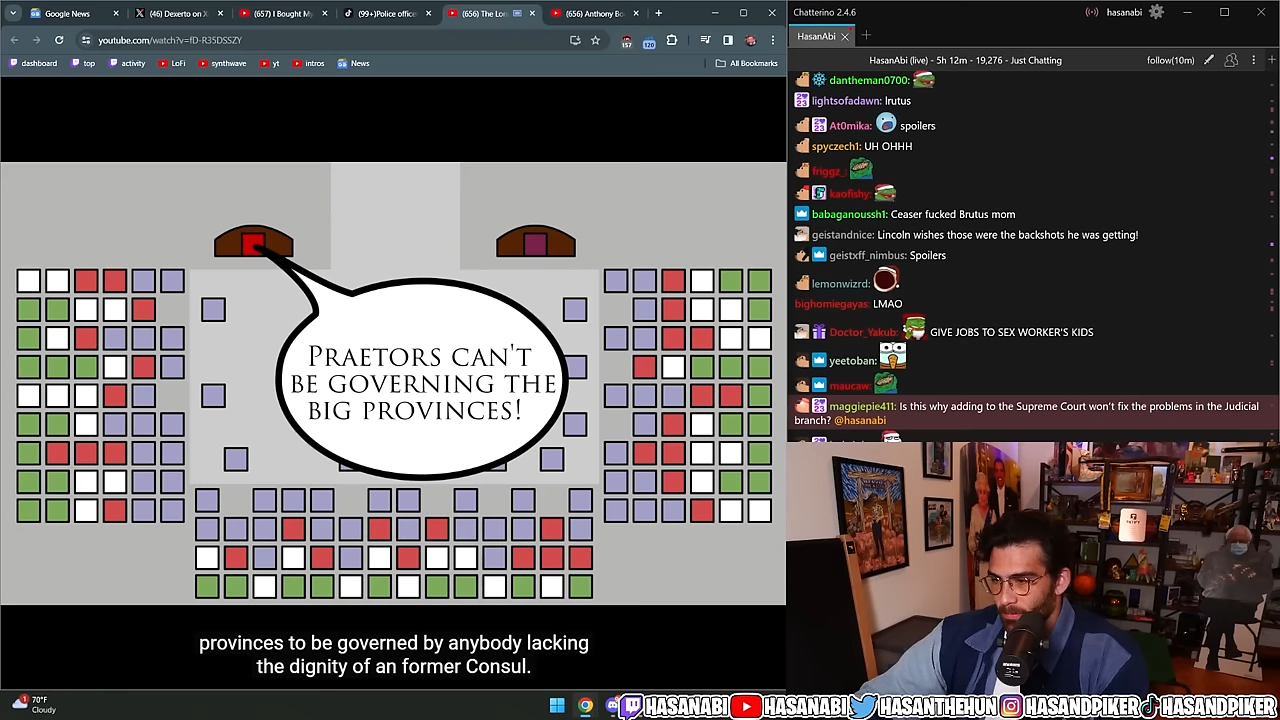 Google News
(46) Dexerto on X
(657) I Bought My
(99+)Police office
(656) The Lor
(656) Anthony Bo
youtube.com/watch?v=fD-R35DSSZY
157
120
dashboard
top
activity
LoFi
synthwave
yt
intros
News
All Bookmarks
PRAETORS CAN'T
BE GOVERNING THE
BIG PROVINCES!
provinces to be governed by anybody lacking
the dignity of an former Consul.
1
70°F
Cloudy
Chatterino 2.4.6
hasanabi
HasanAbi
HasanAbi (live) - 5h 12m - 19,276 - Just Chatting
follow(10m)
dantheman0700:
lightsofadawn: Irutus
At0mika: spoilers
spyczech1: UH OHHH
friggz_:
kaofishy:
babaganoussh1: Ceaser fucked Brutus mom
geistandnice: Lincoln wishes those were the backshots he was getting!
geistxff_nimbus: Spoilers
lemonwizrd:
bighomiegayas: LMAO
Doctor_Yakub: GIVE JOBS TO SEX WORKER'S KIDS
yeetoban:
maucaw:
maggiepie411: Is this why adding to the Supreme Court won't fix the problems in the Judicial
branch? @hasanabi
HASANABI
HASANABI
HASANTHEHUN
HASANDPIKER
HASANDPIKER